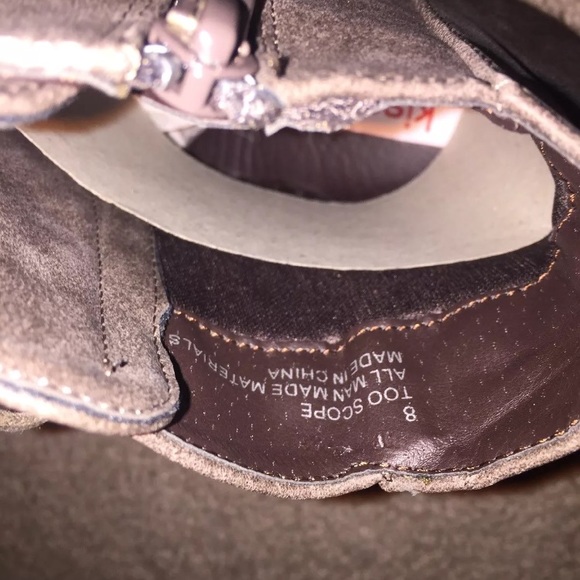 8
TOO SCOPE
ALL MAN MADE MATERIALS
MADE IN CHINA